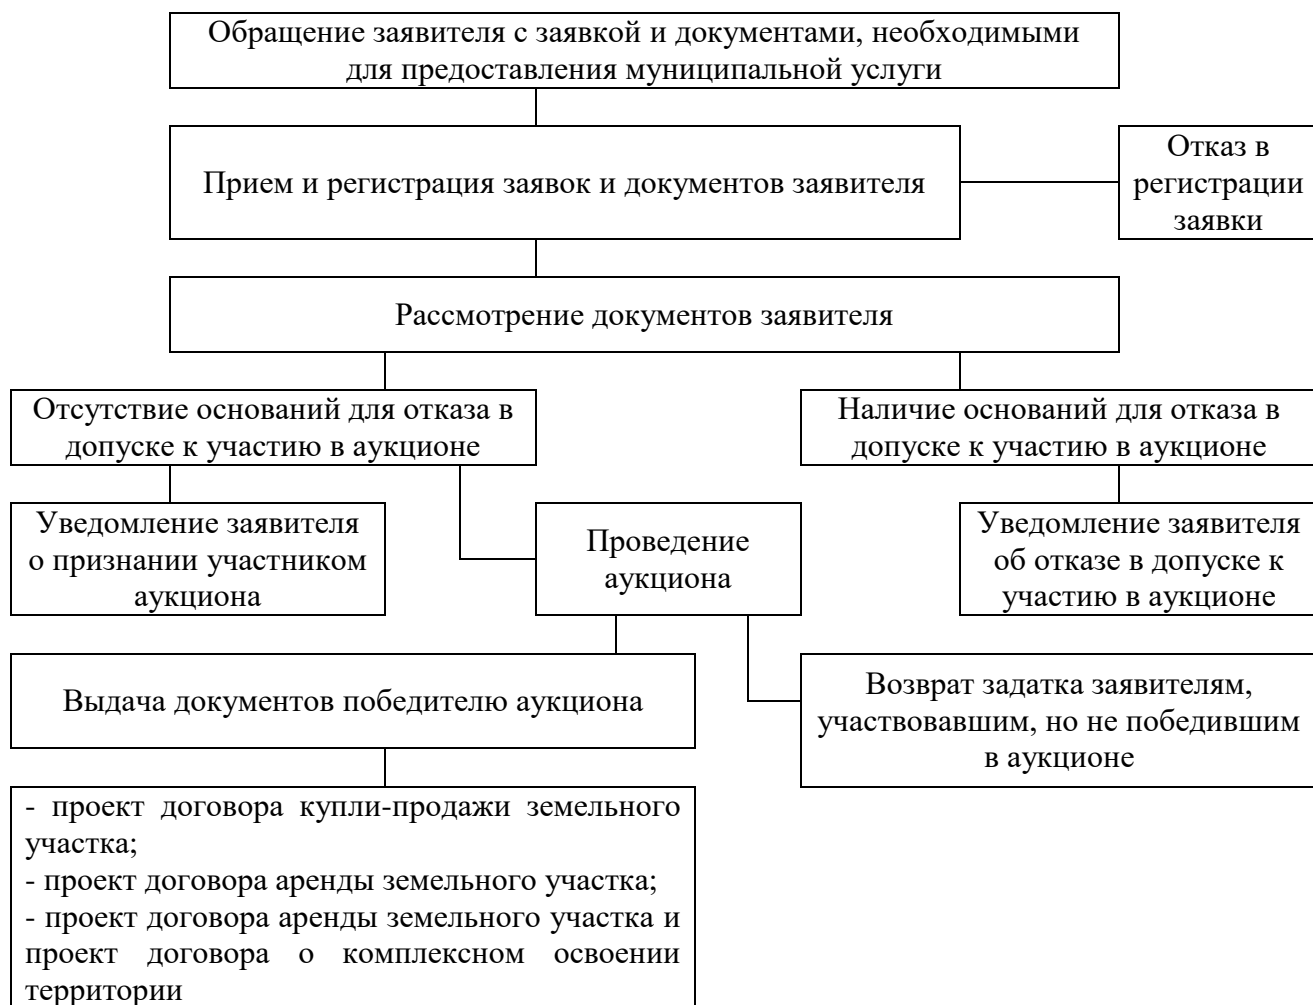 Обращение заявителя с заявкой и документами, необходимыми
для предоставления муниципальной услуги
Прием и регистрация заявок и документов заявителя
Отказ в
регистрации
заявки
Рассмотрение документов заявителя
Отсутствие оснований для отказа в
допуске к участию в аукционе
Наличие оснований для отказа в
допуске к участию в аукционе
Уведомление заявителя
о признании участником
аукциона
Проведение
аукциона
Уведомление заявителя
об отказе в допуске к
участию в аукционе
Выдача документов победителю аукциона
Возврат задатка заявителям,
участвовавшим, но не победившим
в аукционе
- проект договора купли-продажи земельного
участка;
- проект договора аренды земельного участка;
- проект договора аренды земельного участка и
проект договора о комплексном освоении
территории